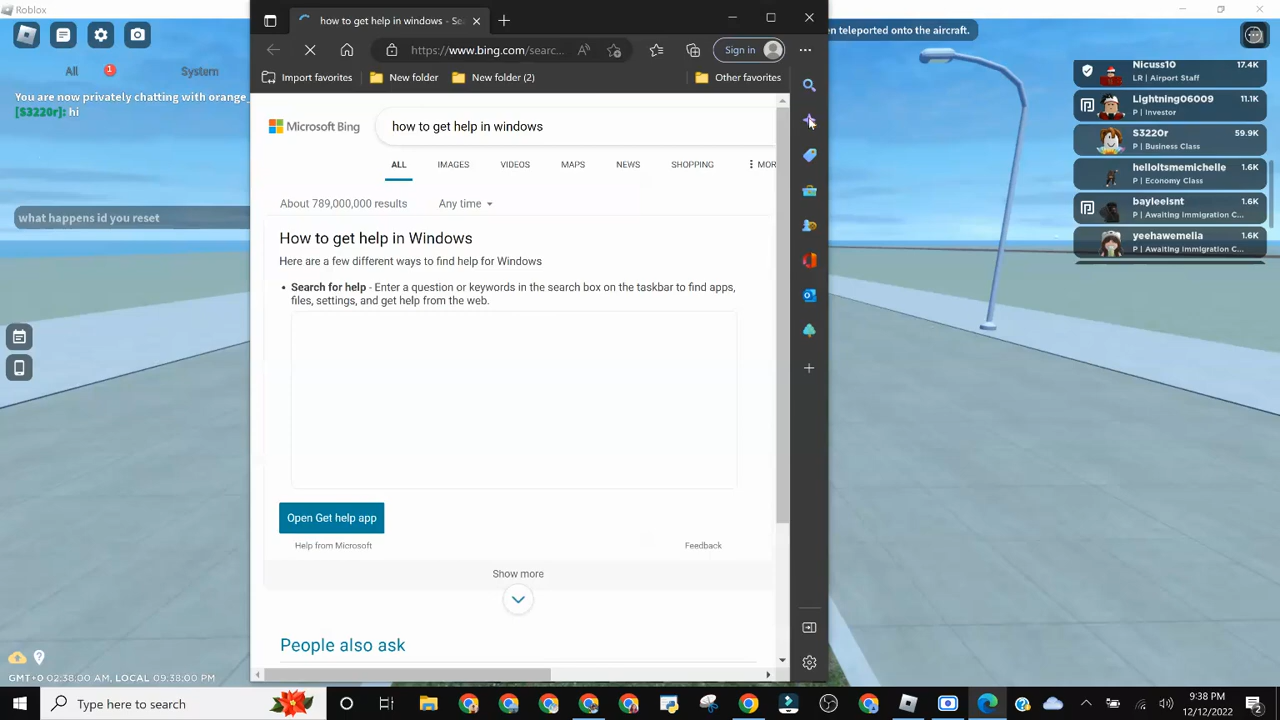 Roblox
All
1
System
You are now privately chatting with orange_
[S3220r]: hi
what happens id you reset
GMT+0 02:38:00 AM, LOCAL 09:38:00 PM
how to get help in windows - Se
https://www.bing.com/searc...
Sign in
Import favorites
New folder
New folder (2)
Other favorites
Microsoft Bing
how to get help in windows
ALL
IMAGES
VIDEOS
MAPS
NEWS
SHOPPING
MOR
About 789,000,000 results
Any time
How to get help in Windows
Here are a few different ways to find help for Windows
• Search for help - Enter a question or keywords in the search box on the taskbar to find apps,
files, settings, and get help from the web.
Open Get help app
Help from Microsoft
Feedback
Show more
People also ask
en teleported onto the aircraft.
Nicuss10
17.4K
LR | Airport Staff
Lightning06009
11.1K
P | Investor
S3220r
59.9K
P | Business Class
helloitsmemichelle
1.6K
P | Economy Class
bayleeisnt
1.6K
P | Awaiting Immigration C...
yeehawemella
1.6K
P | Awaiting Immigration C...
Type here to search
9:38 PM
12/12/2022
2